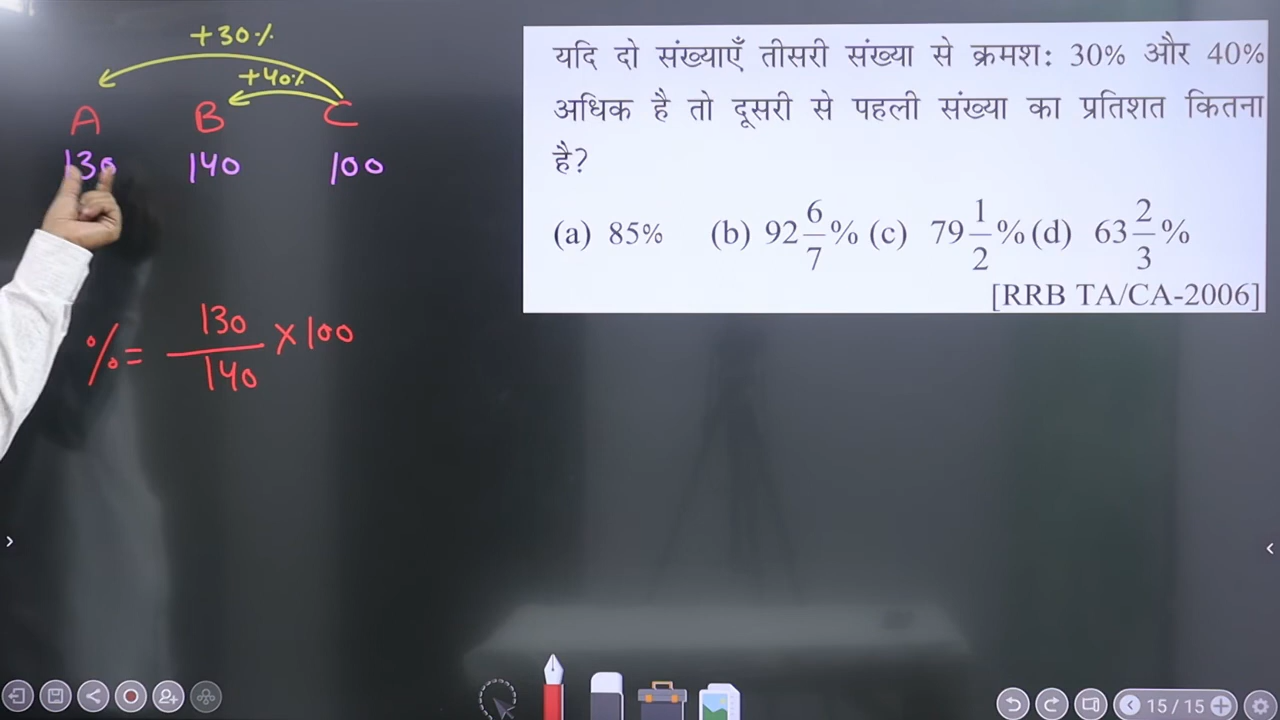 +30%
+40%
A B C
130 140 100
% = 130/140 × 100
यदि दो संख्याएँ तीसरी संख्या से क्रमश: 30% और 40%
अधिक है तो दूसरी से पहली संख्या का प्रतिशत कितना
है?
(a) 85% (b) 92 6/7 % (c) 79 1/2 % (d) 63 2/3 %
[RRB TA/CA-2006]
15 / 15